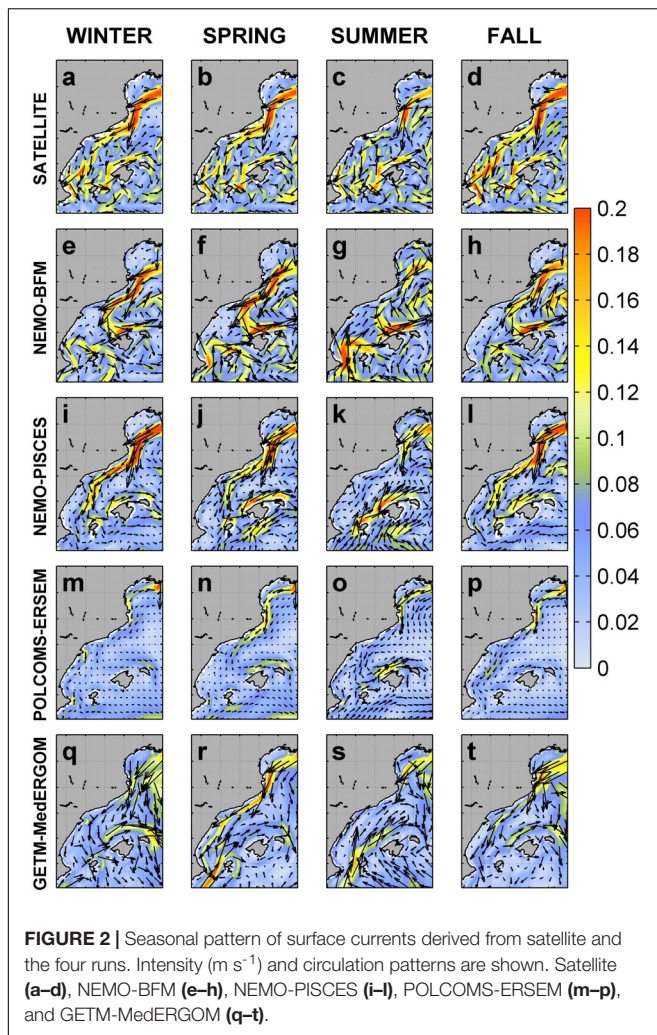 WINTER SPRING SUMMER FALL
SATELLITE
a b c d
NEMO-BFM
e f g h
NEMO-PISCES
i j k l
POLCOMS-ERSEM
m n o p
GETM-MedERGOM
q r s t
0.2
0.18
0.16
0.14
0.12
0.1
0.08
0.06
0.04
0.02
0
FIGURE 2 | Seasonal pattern of surface currents derived from satellite and
the four runs. Intensity (m s⁻¹) and circulation patterns are shown. Satellite
(a–d), NEMO-BFM (e–h), NEMO-PISCES (i–l), POLCOMS-ERSEM (m–p),
and GETM-MedERGOM (q–t).